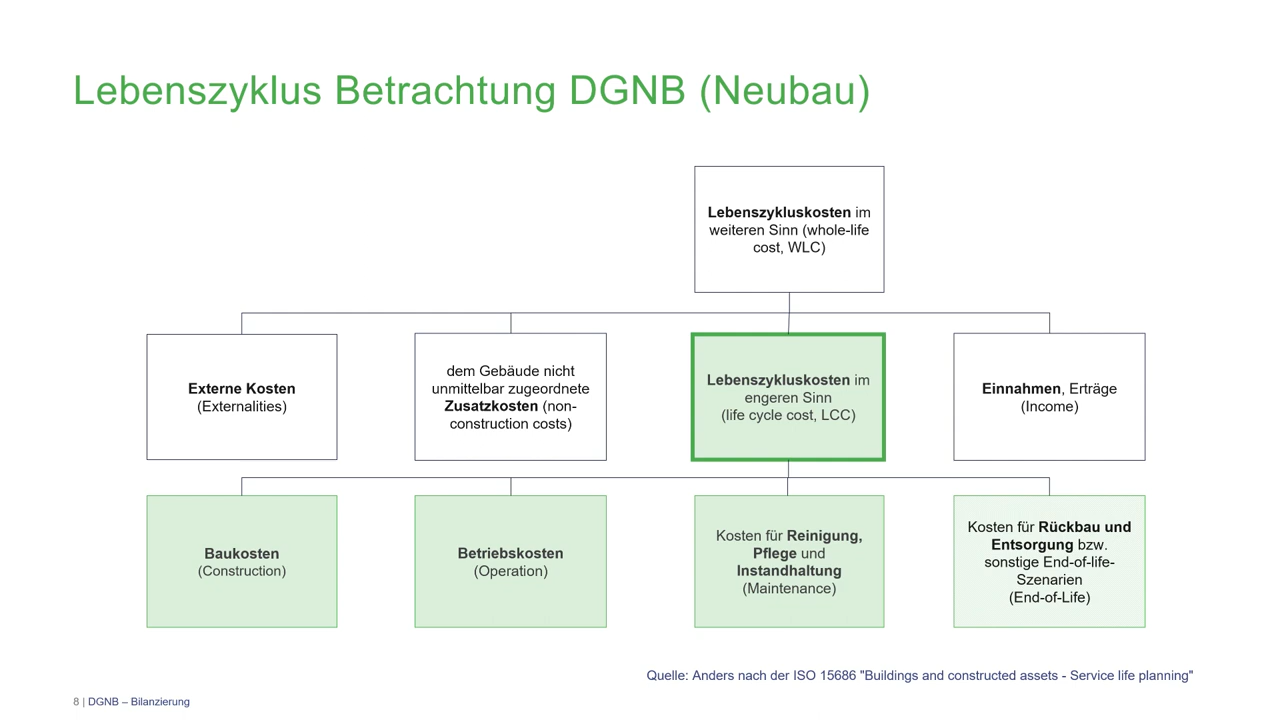 Lebenszyklus Betrachtung DGNB (Neubau)
Lebenszykluskosten im
weiteren Sinn (whole-life
cost, WLC)
Externe Kosten
(Externalities)
dem Gebäude nicht
unmittelbar zugeordnete
Zusatzkosten (non-
construction costs)
Lebenszykluskosten im
engeren Sinn
(life cycle cost, LCC)
Einnahmen, Erträge
(Income)
Baukosten
(Construction)
Betriebskosten
(Operation)
Kosten für Reinigung,
Pflege und
Instandhaltung
(Maintenance)
Kosten für Rückbau und
Entsorgung bzw.
sonstige End-of-life-
Szenarien
(End-of-Life)
Quelle: Anders nach der ISO 15686 "Buildings and constructed assets - Service life planning"
8 | DGNB – Bilanzierung